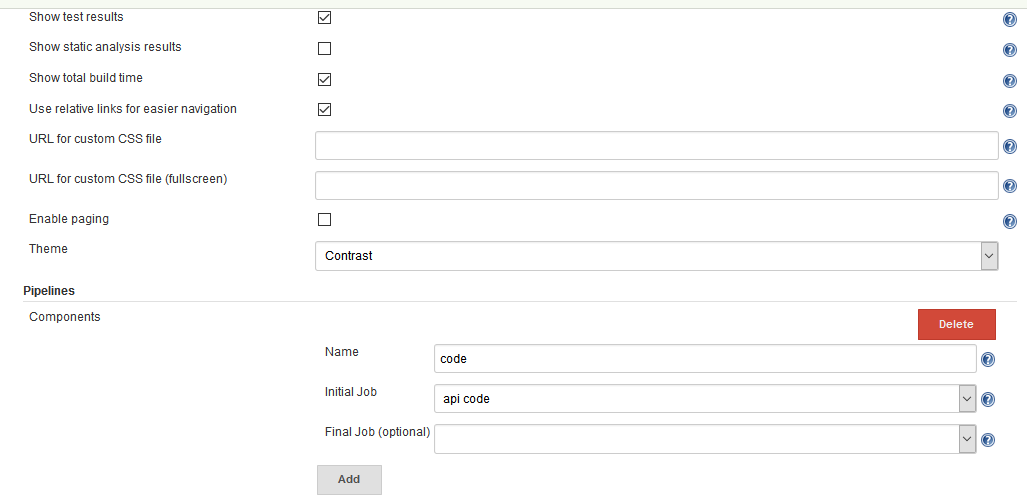 Show test results
Show static analysis results
Show total build time
Use relative links for easier navigation
URL for custom CSS file
URL for custom CSS file (fullscreen)
Enable paging
Theme
Contrast
Pipelines
Components
Delete
Name
code
Initial Job
api code
Final Job (optional)
Add